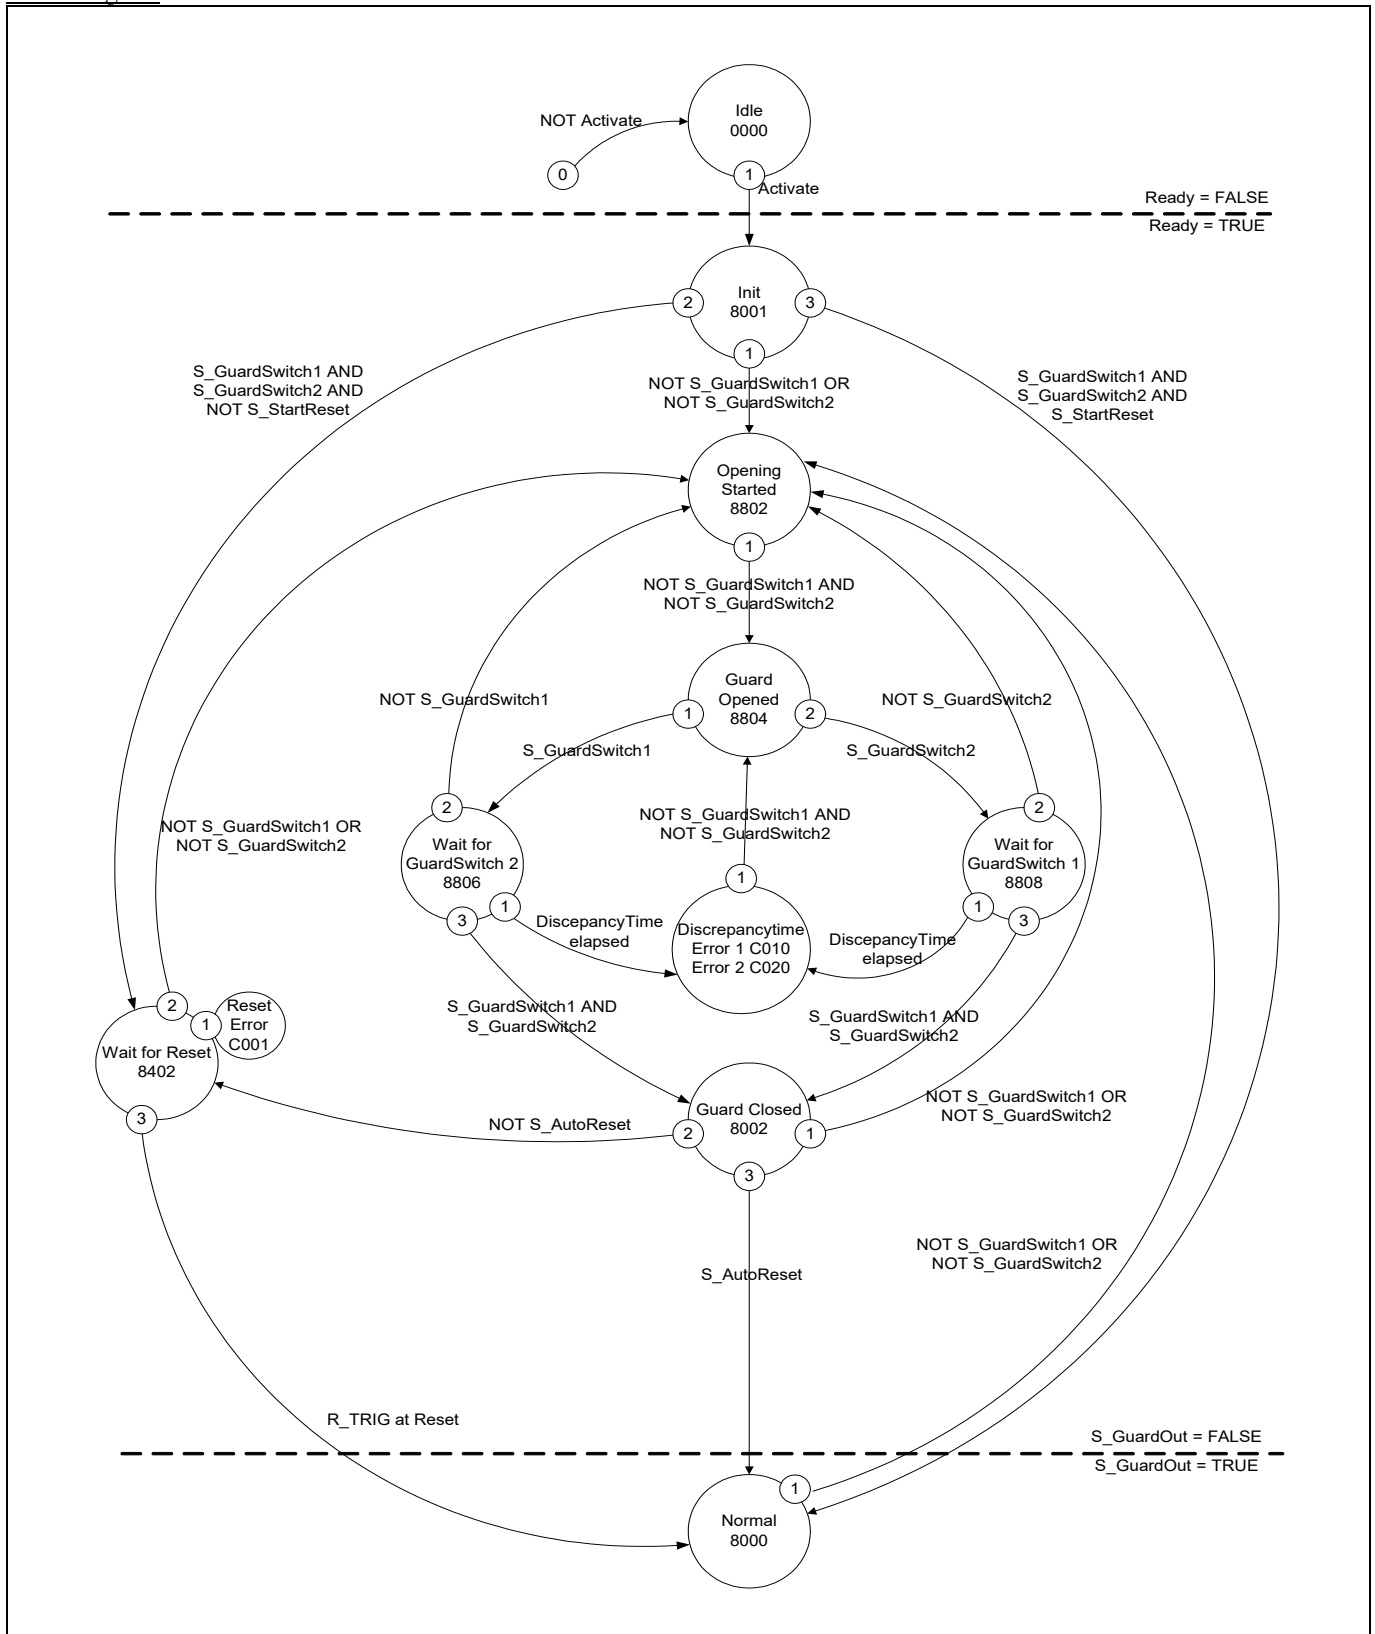 Idle
0000
NOT Activate
0
1
Activate
Ready = FALSE
Ready = TRUE
Init
8001
2
3
1
S_GuardSwitch1 AND
S_GuardSwitch2 AND
NOT S_StartReset
NOT S_GuardSwitch1 OR
NOT S_GuardSwitch2
S_GuardSwitch1 AND
S_GuardSwitch2 AND
S_StartReset
Opening
Started
8802
1
NOT S_GuardSwitch1 AND
NOT S_GuardSwitch2
Guard
Opened
8804
1
2
NOT S_GuardSwitch1
NOT S_GuardSwitch2
S_GuardSwitch1
S_GuardSwitch2
2
2
NOT S_GuardSwitch1 OR
NOT S_GuardSwitch2
NOT S_GuardSwitch1 AND
NOT S_GuardSwitch2
Wait for
GuardSwitch 2
8806
Wait for
GuardSwitch 1
8808
1
3
1
1
3
DiscepancyTime
elapsed
Discrepancytime
Error 1 C010
Error 2 C020
DiscepancyTime
elapsed
2
1
Reset
Error
C001
S_GuardSwitch1 AND
S_GuardSwitch2
S_GuardSwitch1 AND
S_GuardSwitch2
Wait for Reset
8402
3
NOT S_AutoReset
Guard Closed
8002
2
1
3
NOT S_GuardSwitch1 OR
NOT S_GuardSwitch2
NOT S_GuardSwitch1 OR
NOT S_GuardSwitch2
S_AutoReset
R_TRIG at Reset
S_GuardOut = FALSE
S_GuardOut = TRUE
1
Normal
8000